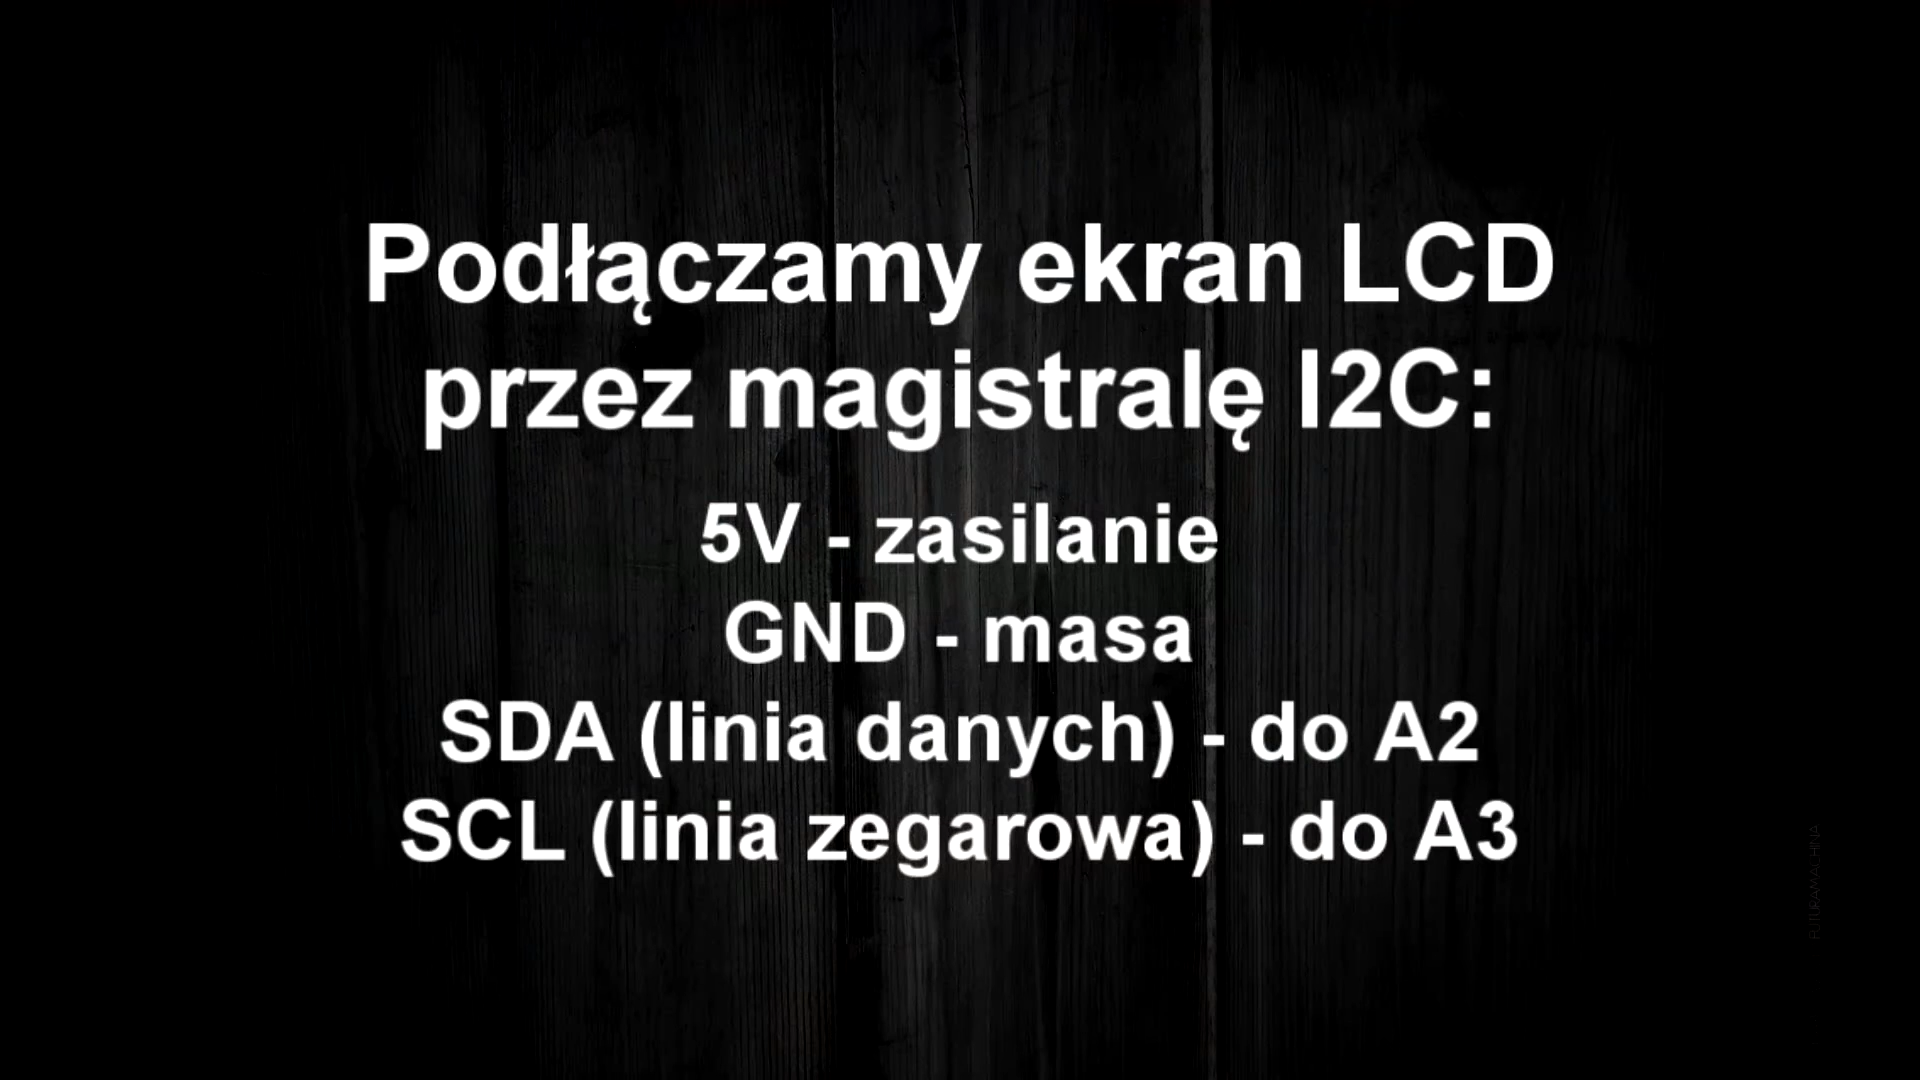 Podłączamy ekran LCD
przez magistralę I2C:
5V - zasilanie
GND - masa
SDA (linia danych) - do A2
SCL (linia zegarowa) - do A3
FUTURAMACHINA